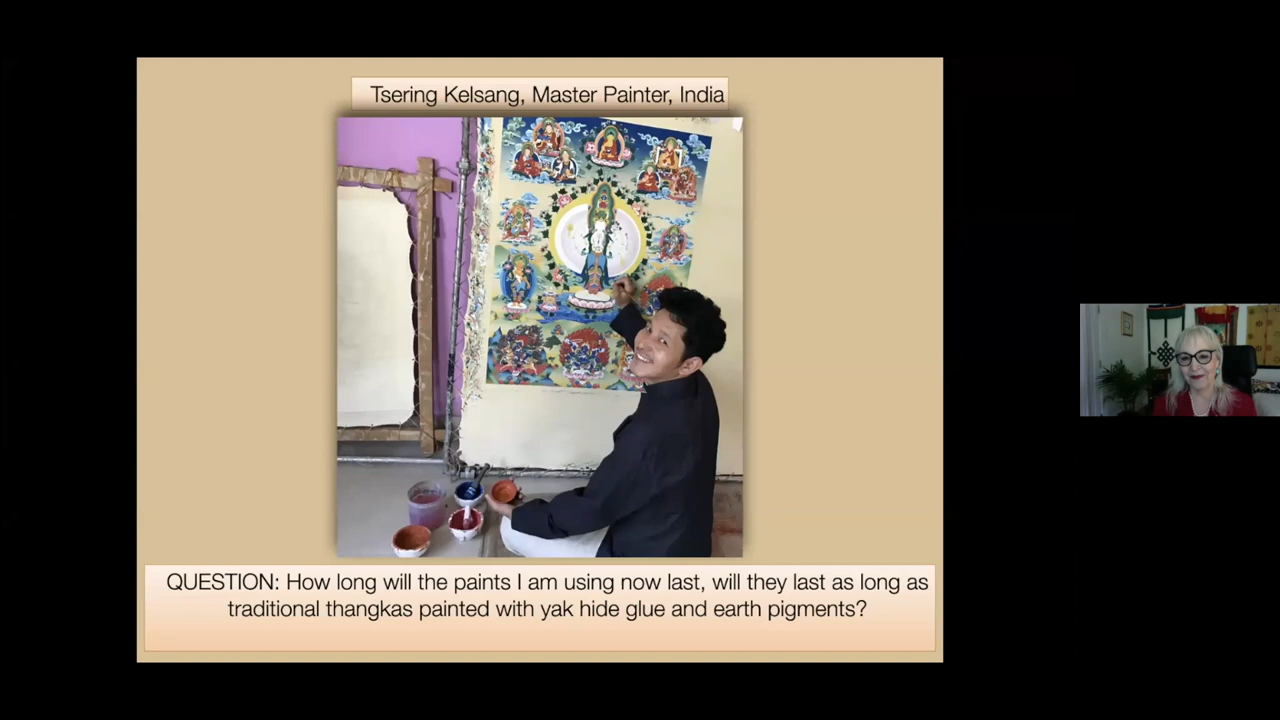 Tsering Kelsang, Master Painter, India
QUESTION: How long will the paints I am using now last, will they last as long as
traditional thangkas painted with yak hide glue and earth pigments?